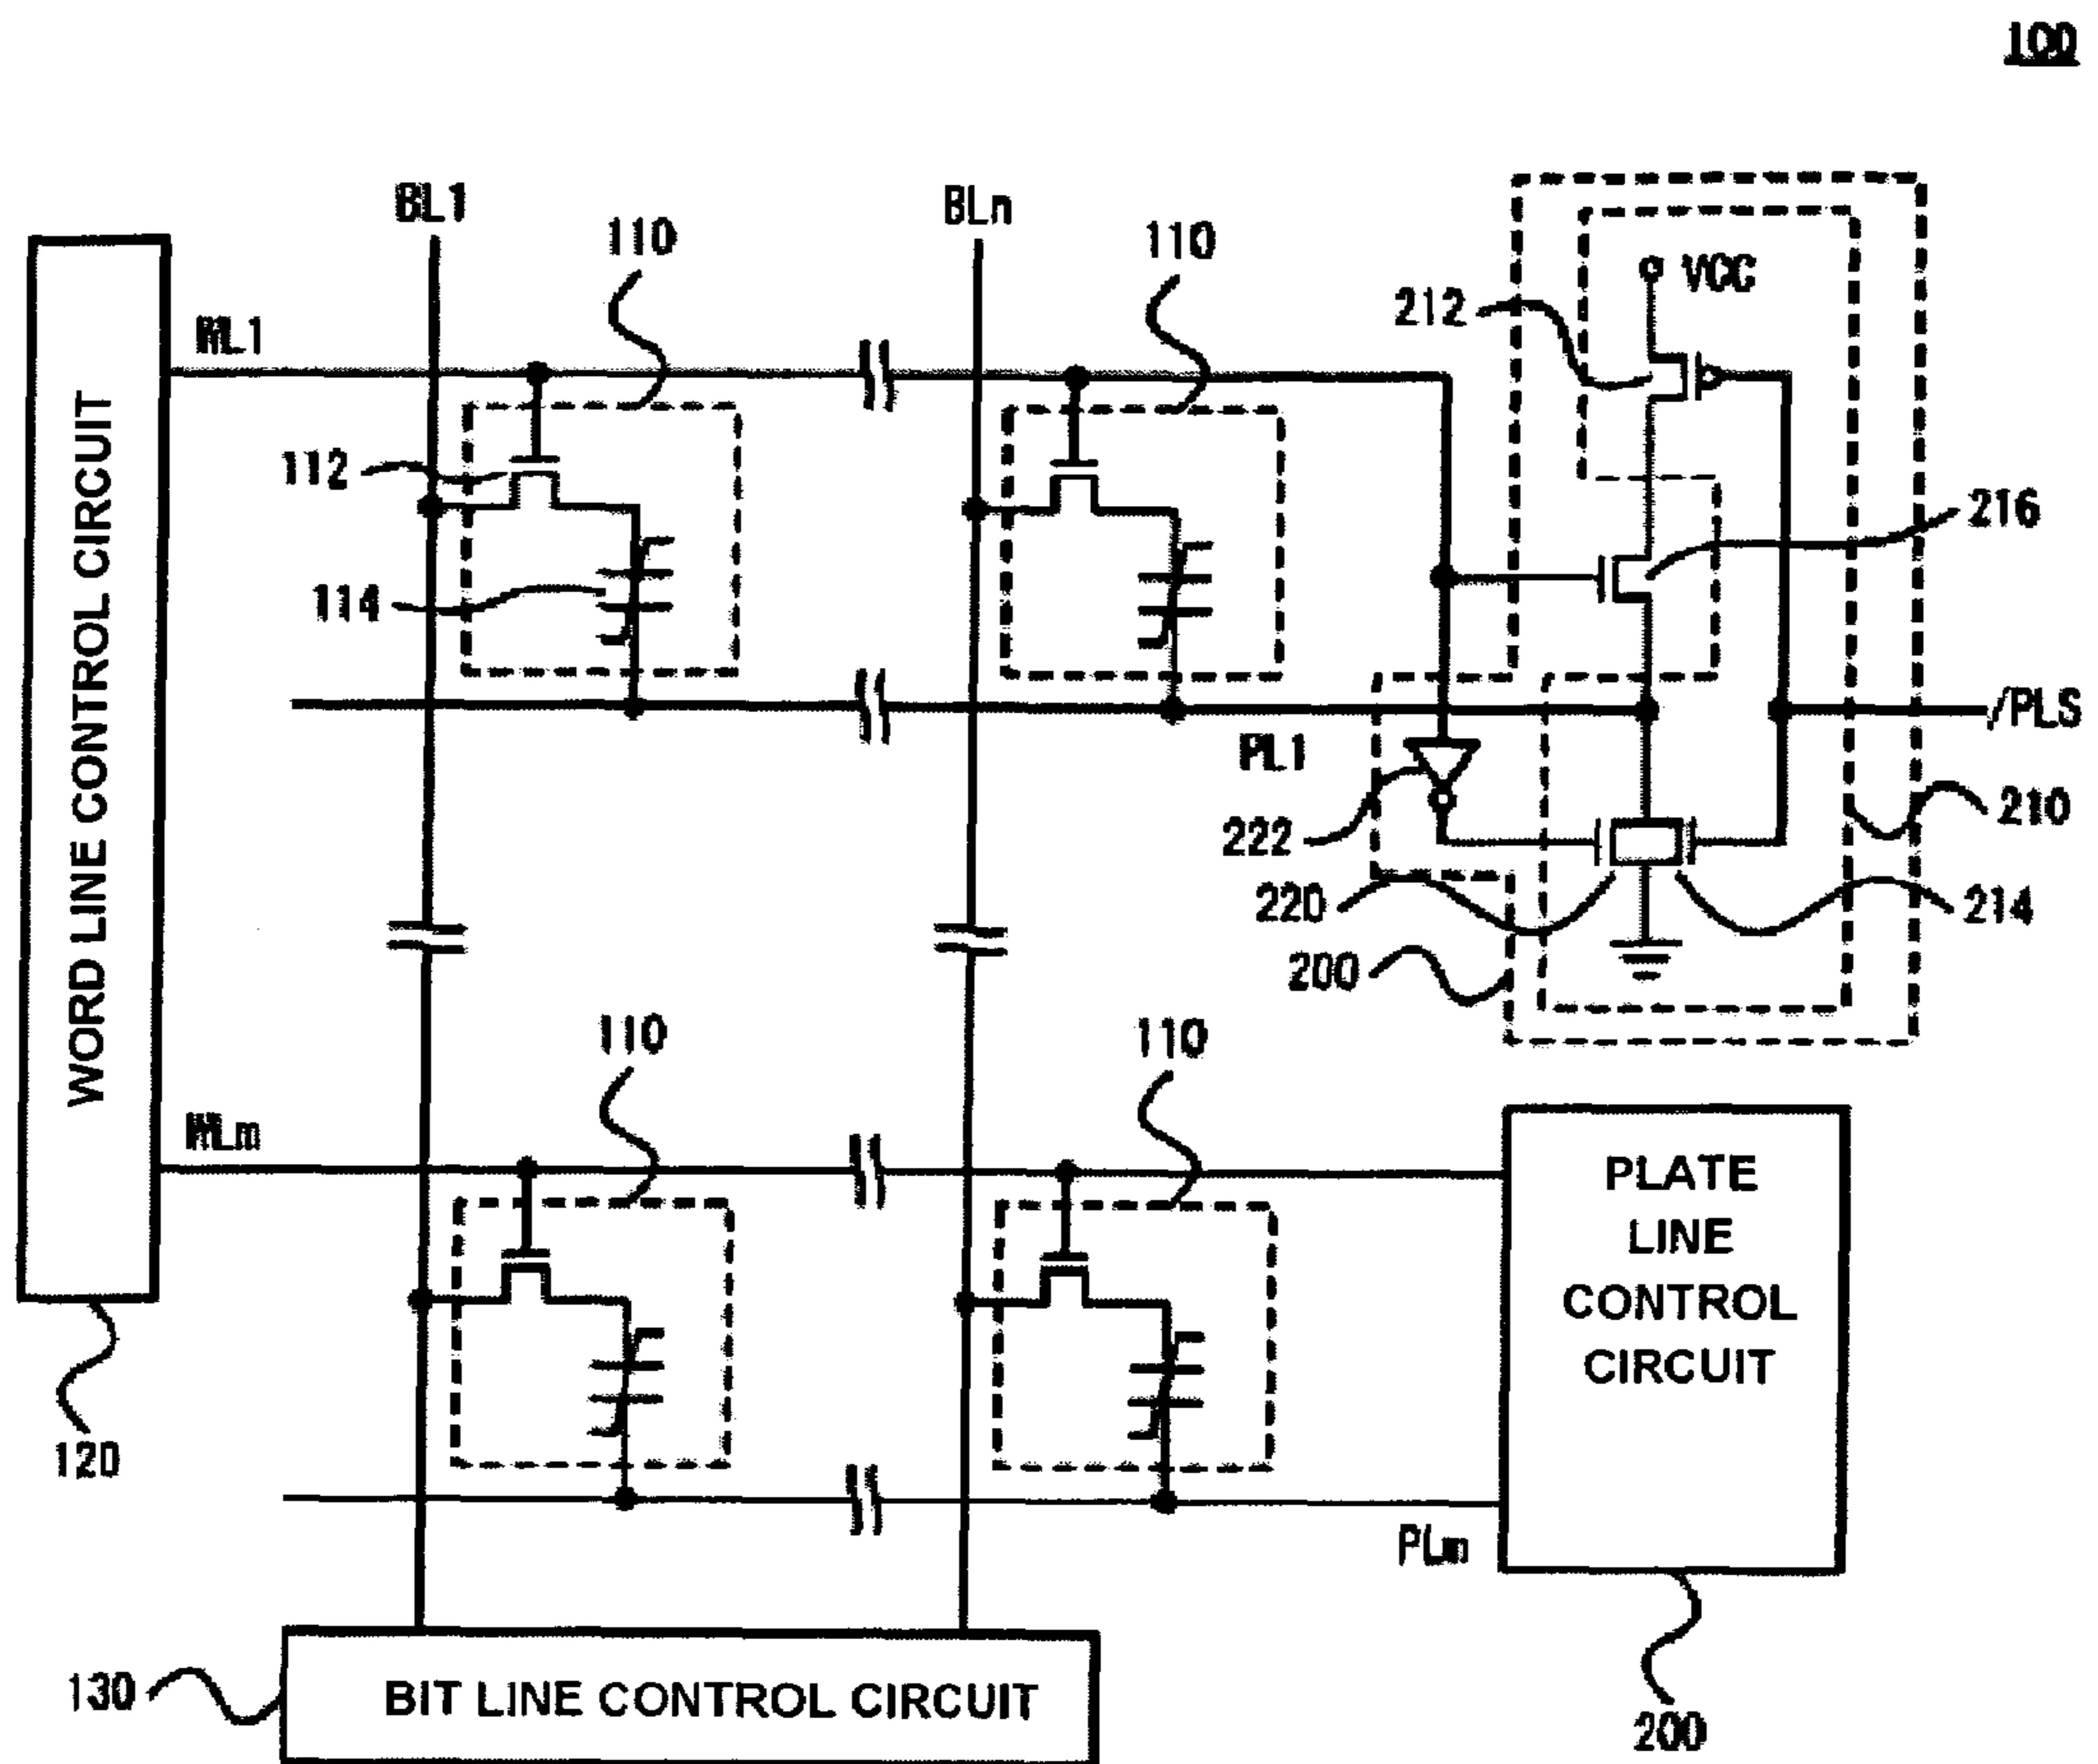 100
BL1
BLn
110
110
VCC
212
WL1
WORD LINE CONTROL CIRCUIT
112
216
114
/PLS
PL1
210
222
220
214
200
110
110
WLm
PLATE
LINE
CONTROL
CIRCUIT
120
PLm
130
BIT LINE CONTROL CIRCUIT
200